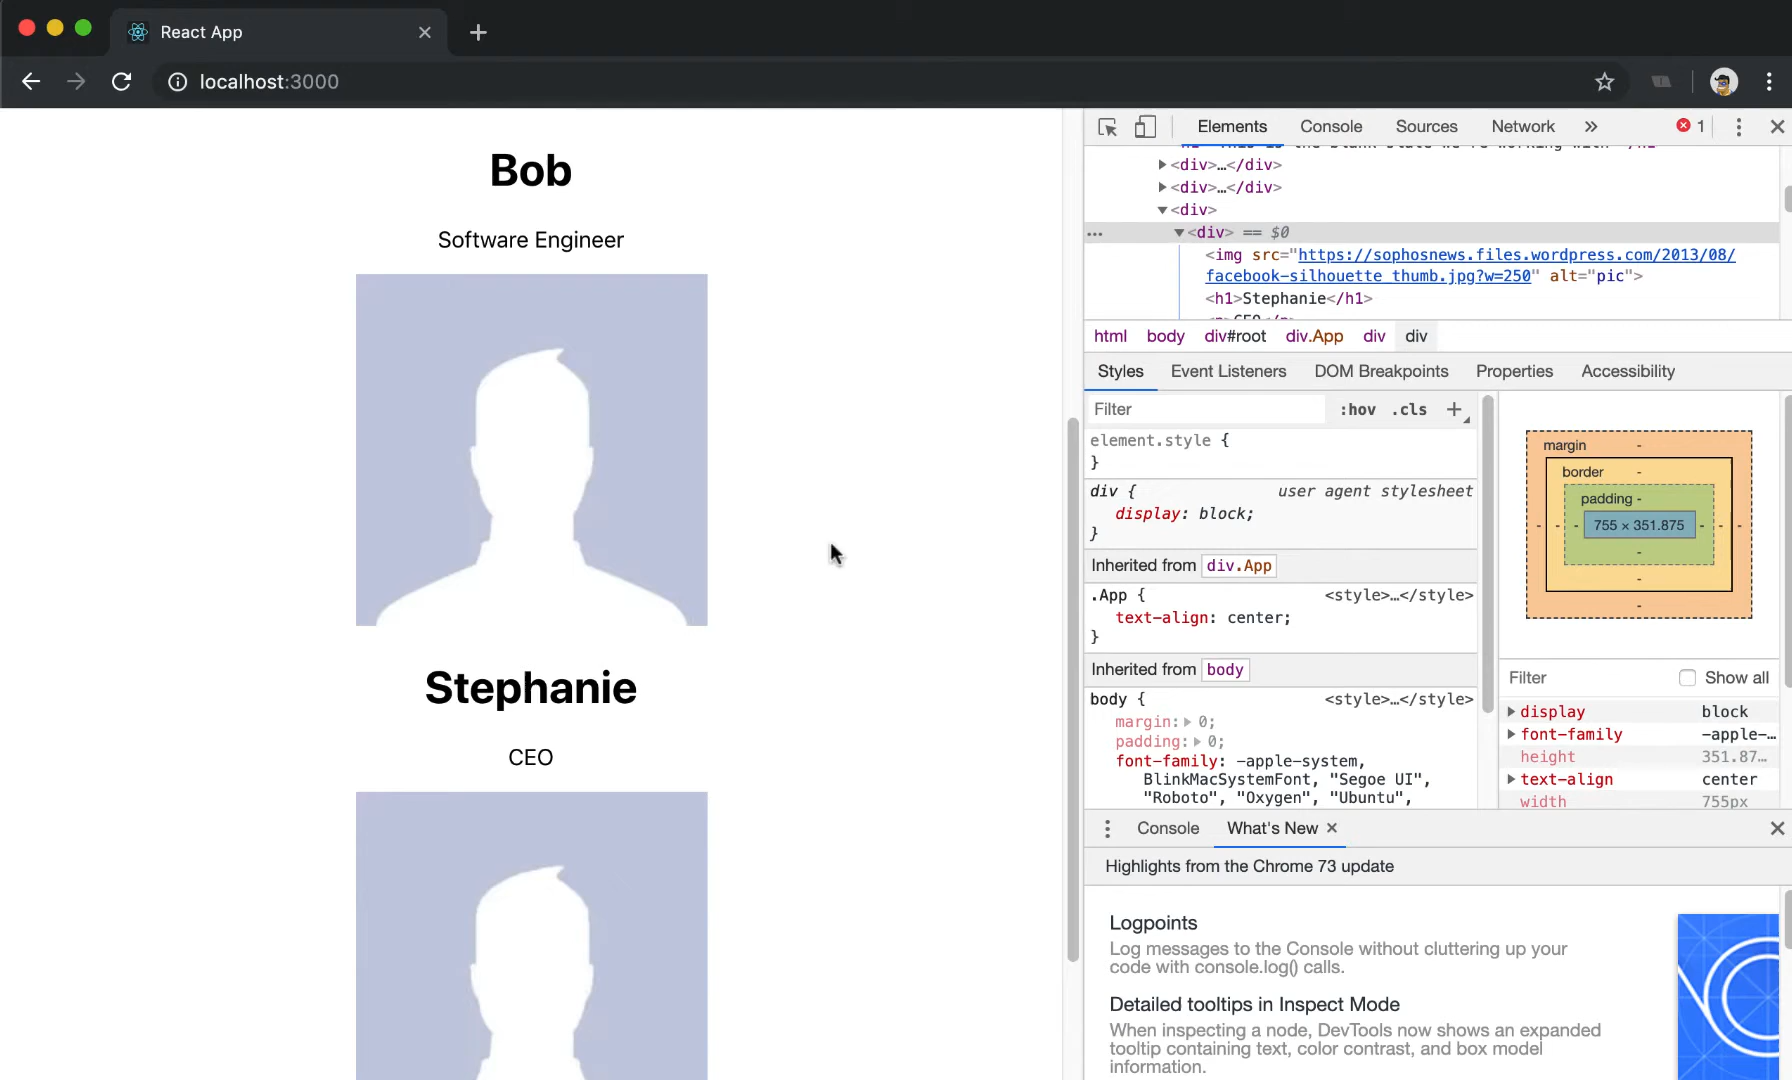 React App
localhost:3000
Bob
Software Engineer
Stephanie
CEO
Elements Console Sources Network » 1
<div>…</div>
<div>…</div>
<div>
… <div> == $0
<img src="https://sophosnews.files.wordpress.com/2013/08/
facebook-silhouette_thumb.jpg?w=250" alt="pic">
<h1>Stephanie</h1>
html body div#root div.App div div
Styles Event Listeners DOM Breakpoints Properties Accessibility
Filter :hov .cls +
element.style {
}
div { user agent stylesheet
display: block;
}
Inherited from div.App
.App { <style>…</style>
text-align: center;
}
Inherited from body
body { <style>…</style>
margin: 0;
padding: 0;
font-family: -apple-system,
BlinkMacSystemFont, "Segoe UI",
"Roboto", "Oxygen", "Ubuntu",
margin -
border -
padding -
- - - 755 × 351.875 - - -
-
-
-
Filter Show all
display block
font-family -apple-…
height 351.87…
text-align center
width 755px
Console What's New ×
Highlights from the Chrome 73 update
Logpoints
Log messages to the Console without cluttering up your
code with console.log() calls.
Detailed tooltips in Inspect Mode
When inspecting a node, DevTools now shows an expanded
tooltip containing text, color contrast, and box model
information.